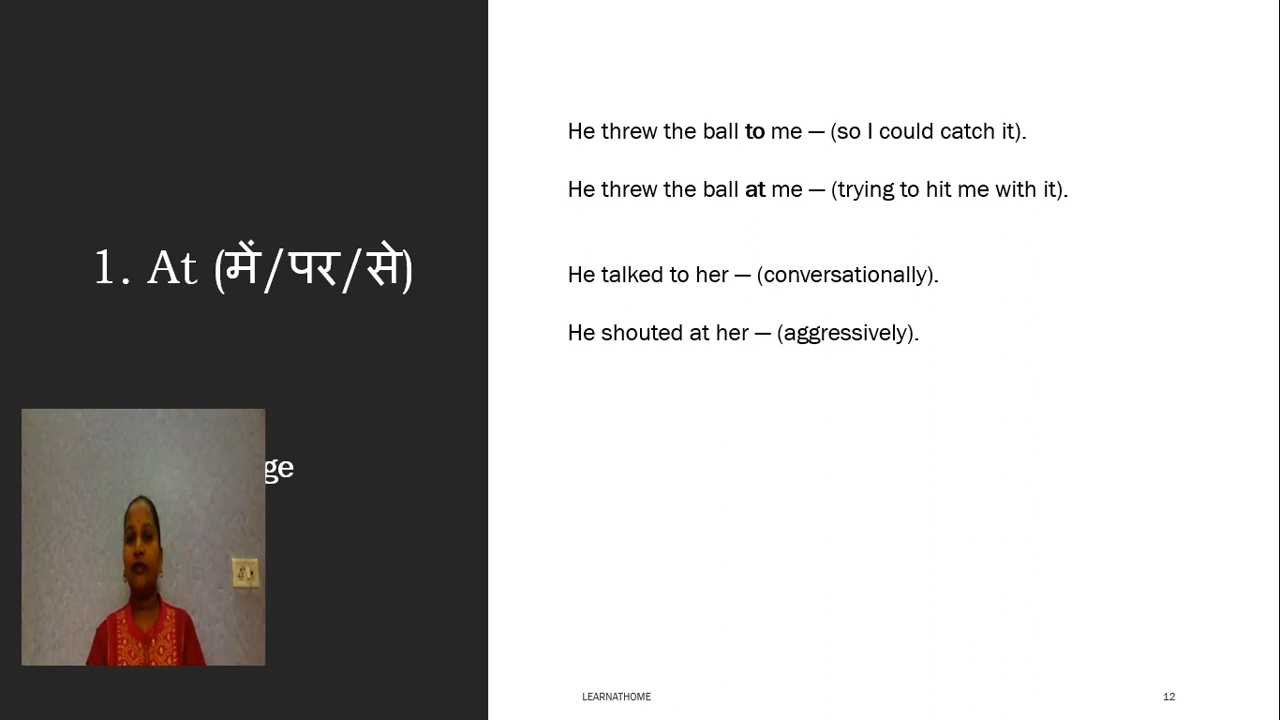 1. At (में/पर/से)
He threw the ball to me — (so I could catch it).
He threw the ball at me — (trying to hit me with it).
He talked to her — (conversationally).
He shouted at her — (aggressively).
LEARNATHOME
12